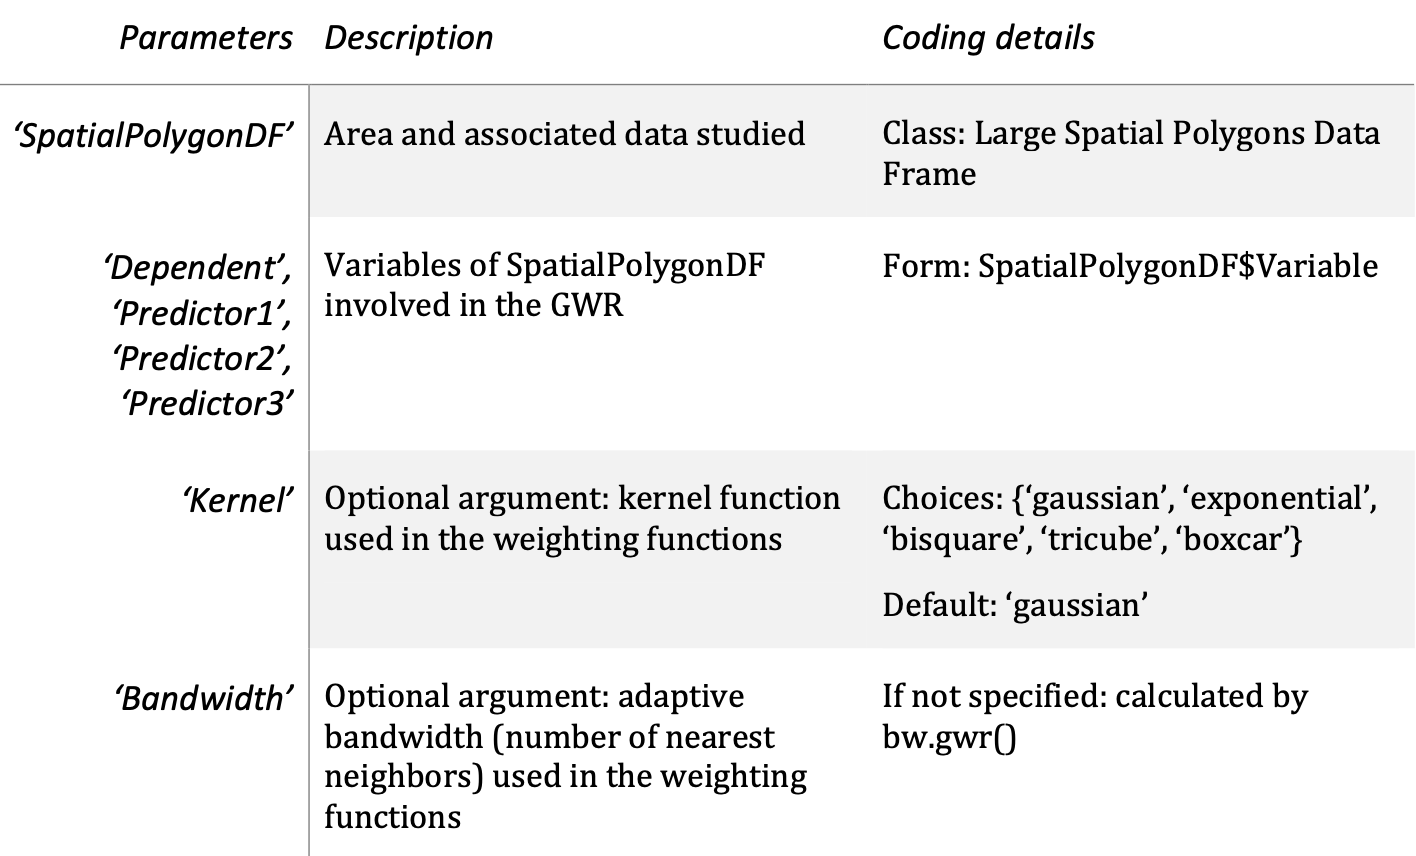 Parameters Description Coding details
‘SpatialPolygonDF’ Area and associated data studied Class: Large Spatial Polygons Data
Frame
‘Dependent’,
‘Predictor1’,
‘Predictor2’,
‘Predictor3’
Variables of SpatialPolygonDF
involved in the GWR
Form: SpatialPolygonDF$Variable
‘Kernel’
Optional argument: kernel function
used in the weighting functions
Choices: {‘gaussian’, ‘exponential’,
‘bisquare’, ‘tricube’, ‘boxcar’}
Default: ‘gaussian’
‘Bandwidth’
Optional argument: adaptive
bandwidth (number of nearest
neighbors) used in the weighting
functions
If not specified: calculated by
bw.gwr()